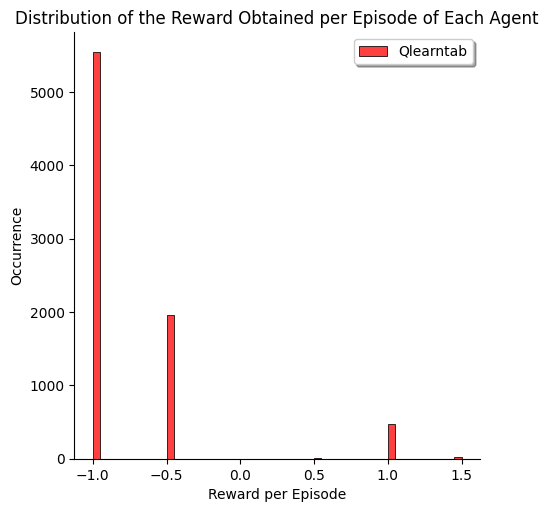 Distribution of the Reward Obtained per Episode of Each Agent
Qlearntab
5000
4000
3000
2000
1000
0
−1.0 −0.5 0.0 0.5 1.0 1.5
Occurrence
Reward per Episode